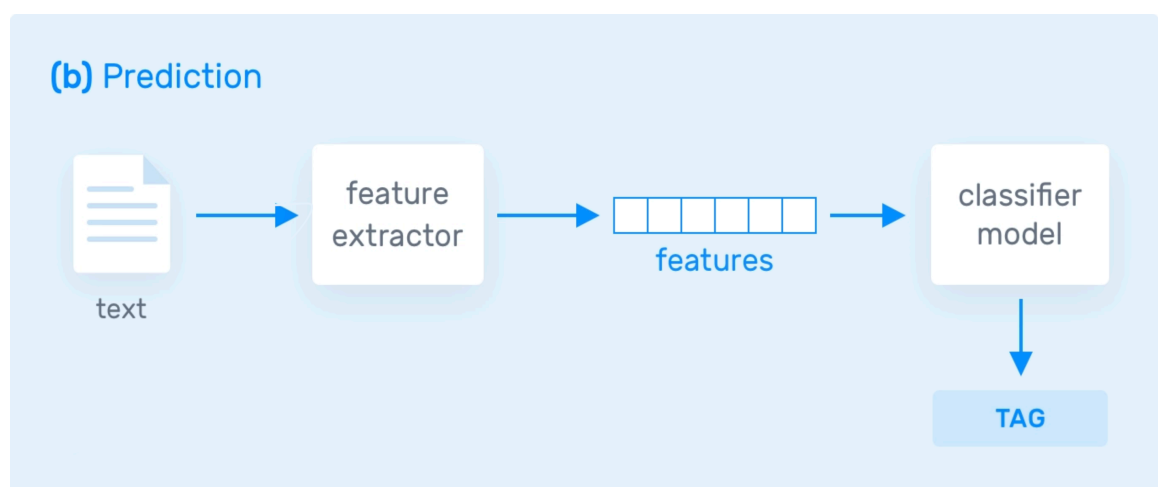 (b) Prediction
feature
extractor
classifier
model
features
text
TAG